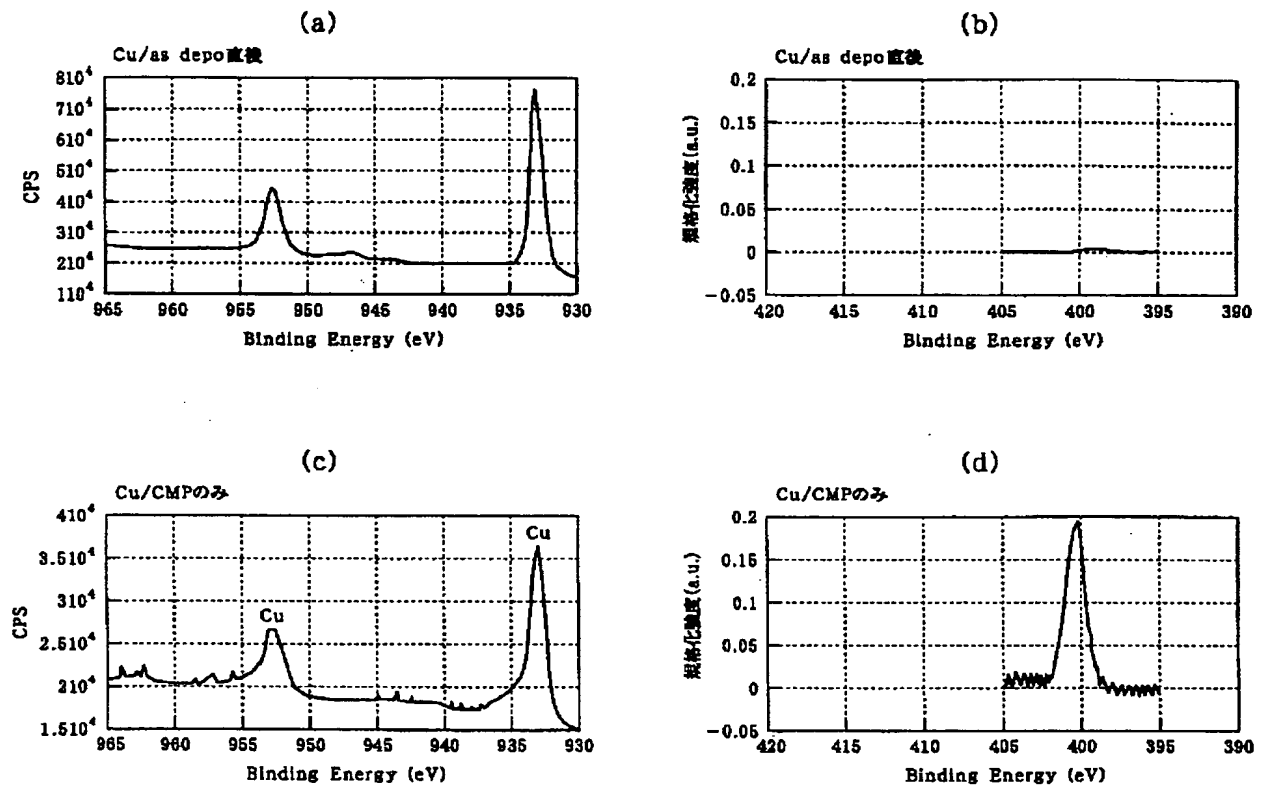 (a)
Cu/as depo直後
CPS
810⁴
710⁴
610⁴
510⁴
410⁴
310⁴
210⁴
110⁴
965 960 955 950 945 940 935 930
Binding Energy (eV)
(b)
Cu/as depo直後
規格化強度(a.u.)
0.2
0.15
0.1
0.05
0
-0.05
420 415 410 405 400 395 390
Binding Energy (eV)
(c)
Cu/CMPのみ
CPS
410⁴
3.510⁴
310⁴
2.510⁴
210⁴
1.510⁴
Cu
Cu
965 960 955 950 945 940 935 930
Binding Energy (eV)
(d)
Cu/CMPのみ
規格化強度(a.u.)
0.2
0.15
0.1
0.05
0
-0.05
420 415 410 405 400 395 390
Binding Energy (eV)